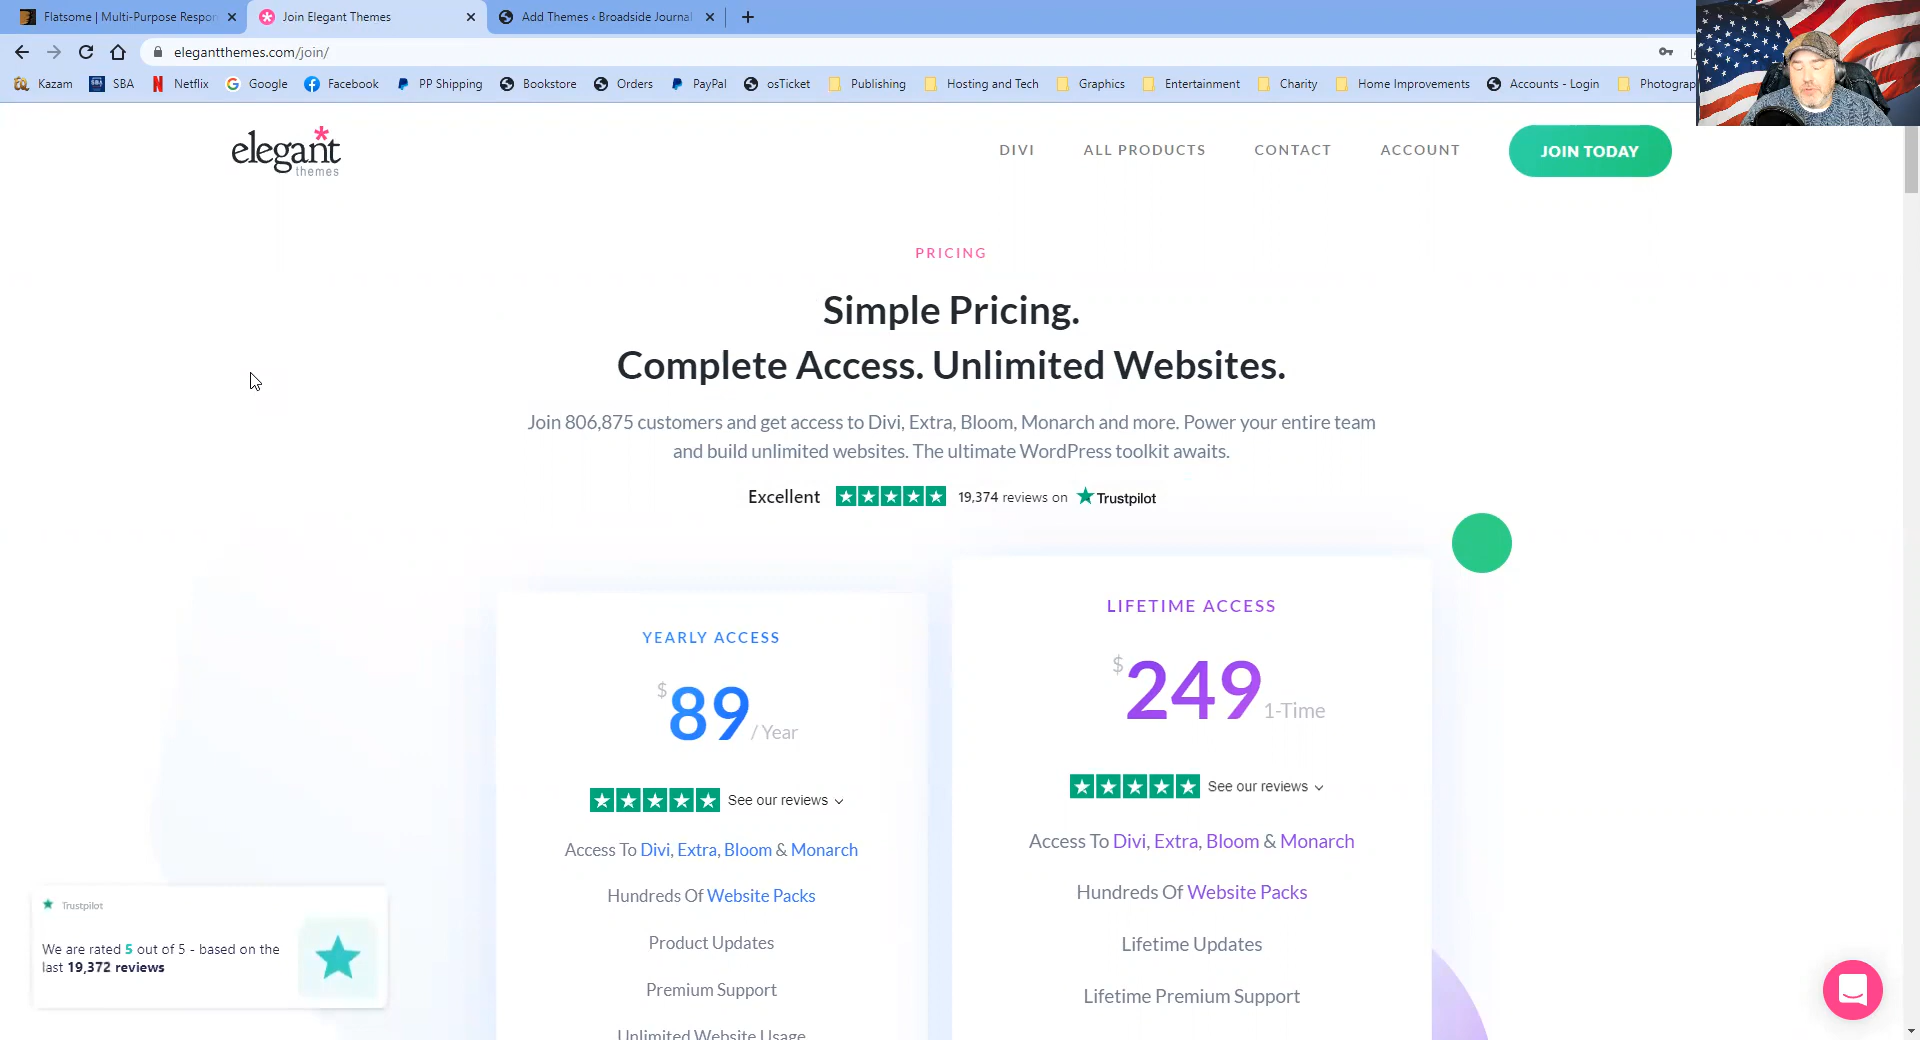 Flatsome | Multi-Purpose Respon
Join Elegant Themes
Add Themes ‹ Broadside Journal
elegantthemes.com/join/
Kazam SBA Netflix Google Facebook PP Shipping Bookstore Orders PayPal osTicket Publishing Hosting and Tech Graphics Entertainment Charity Home Improvements Accounts - Login Photograp
elegant
themes
DIVI ALL PRODUCTS CONTACT ACCOUNT JOIN TODAY
PRICING
Simple Pricing.
Complete Access. Unlimited Websites.
Join 806,875 customers and get access to Divi, Extra, Bloom, Monarch and more. Power your entire team
and build unlimited websites. The ultimate WordPress toolkit awaits.
Excellent 19,374 reviews on Trustpilot
YEARLY ACCESS
$89/ Year
See our reviews
Access To Divi, Extra, Bloom & Monarch
Hundreds Of Website Packs
Product Updates
Premium Support
Unlimited Website Usage
LIFETIME ACCESS
$249 1-Time
See our reviews
Access To Divi, Extra, Bloom & Monarch
Hundreds Of Website Packs
Lifetime Updates
Lifetime Premium Support
Trustpilot
We are rated 5 out of 5 - based on the
last 19,372 reviews